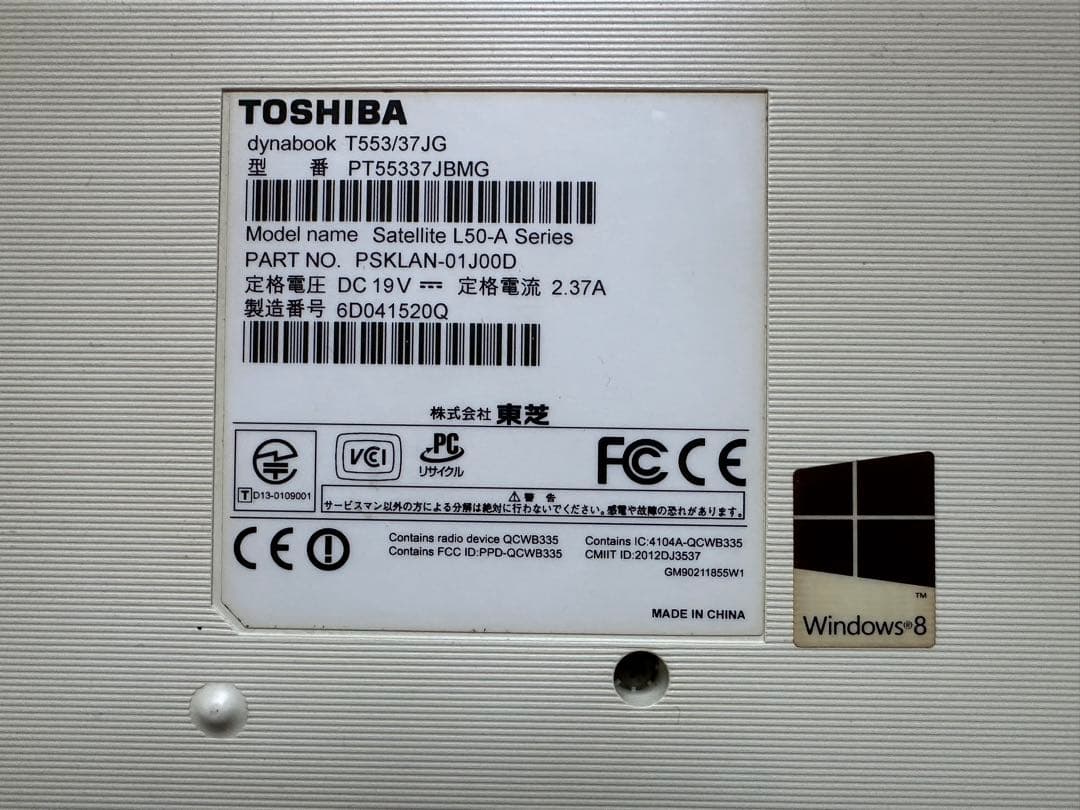 TOSHIBA
dynabook T553/37JG
型 番 PT55337JBMG
Model name Satellite L50-A Series
PART NO. PSKLAN-01J00D
定格電圧 DC 19V 定格電流 2.37A
製造番号 6D041520Q
株式会社 東芝
VCI
PC
リサイクル
FC CE
T D13-0109001
⚠警 告
サービスマン以外の方による分解は絶対に行わないでください。感電や故障の恐れがあります。
CE
Contains radio device QCWB335
Contains FCC ID:PPD-QCWB335
Contains IC:4104A-QCWB335
CMIIT ID:2012DJ3537
GM90211855W1
MADE IN CHINA
TM
Windows®8